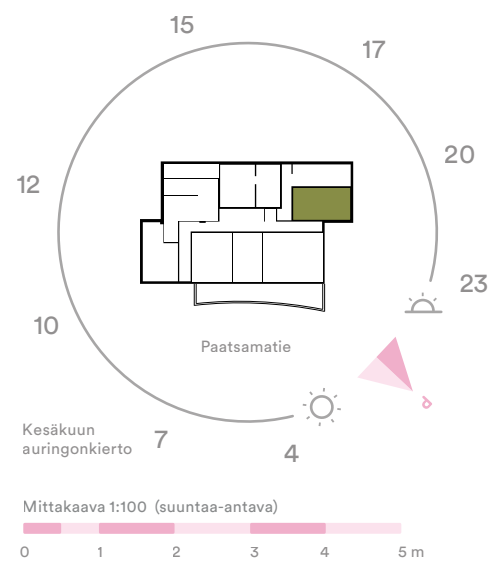 15
17
20
12
23
10
Paatsamatie
Kesäkuun
auringonkierto
7
4
P
Mittakaava 1:100 (suuntaa-antava)
0 1 2 3 4 5 m